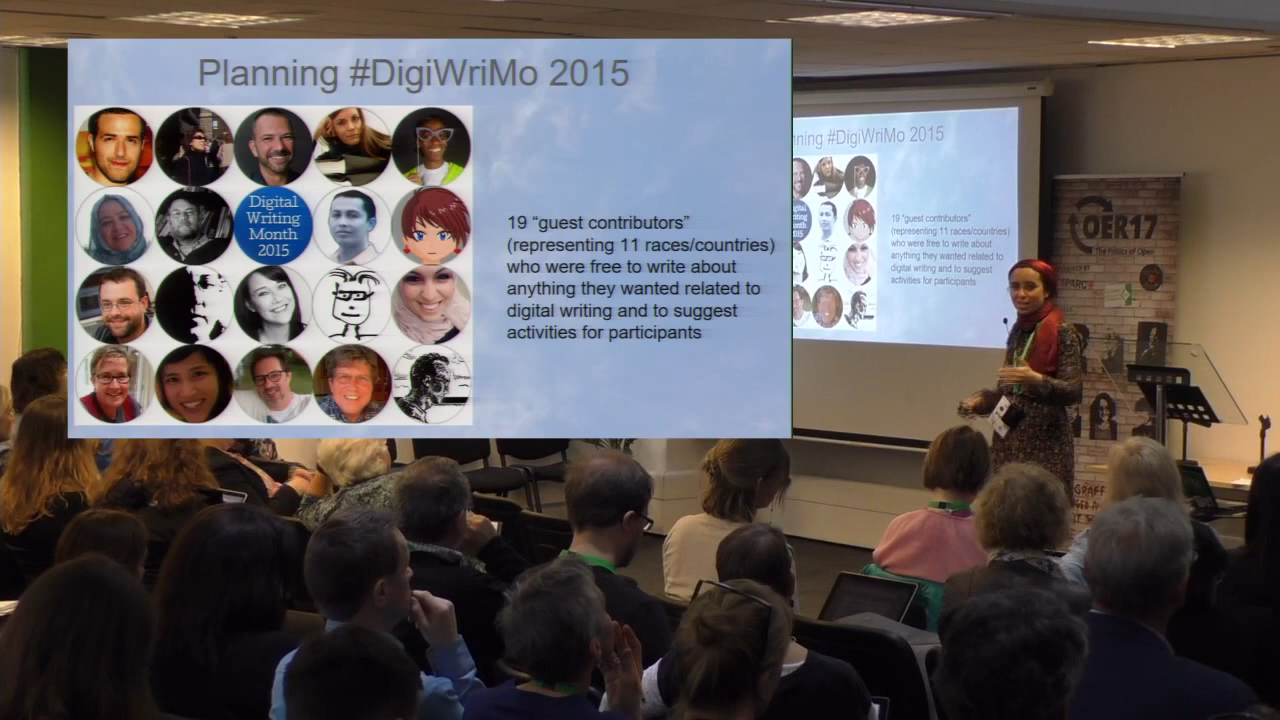 Planning #DigiWriMo 2015
Digital
Writing
Month
2015
19 “guest contributors”
(representing 11 races/countries)
who were free to write about
anything they wanted related to
digital writing and to suggest
activities for participants
ning #DigiWriMo 2015
19 “guest contributors”
(representing 11 races/countries)
who were free to write about
anything they wanted related to
digital writing and to suggest
activities for participants
OER17
The Politics of Open